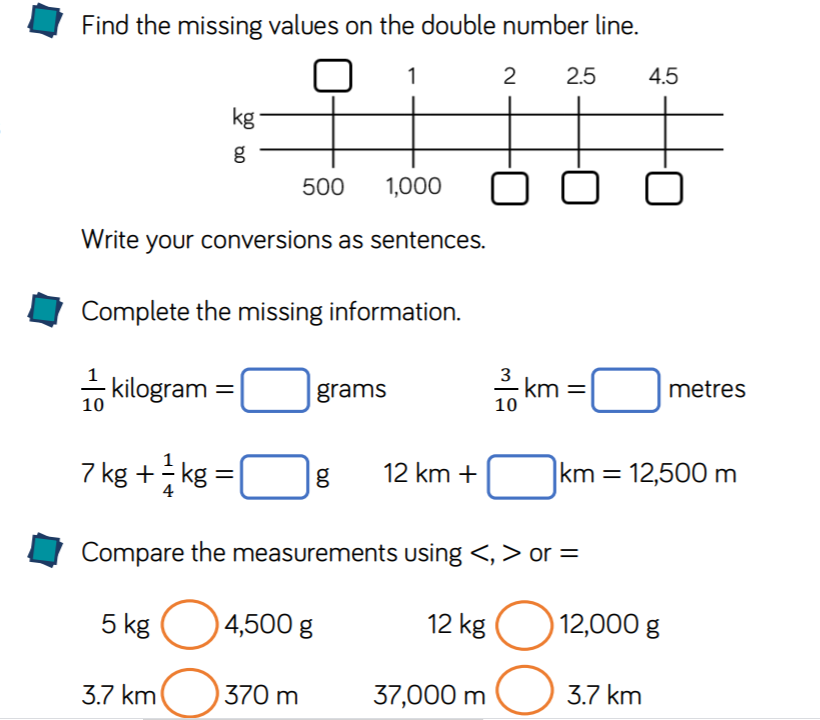 Find the missing values on the double number line.
1 2 2.5 4.5
kg
g
500 1,000
Write your conversions as sentences.
Complete the missing information.
1/10 kilogram = grams 3/10 km = metres
7 kg + 1/4 kg = g 12 km + km = 12,500 m
Compare the measurements using <, > or =
5 kg 4,500 g 12 kg 12,000 g
3.7 km 370 m 37,000 m 3.7 km